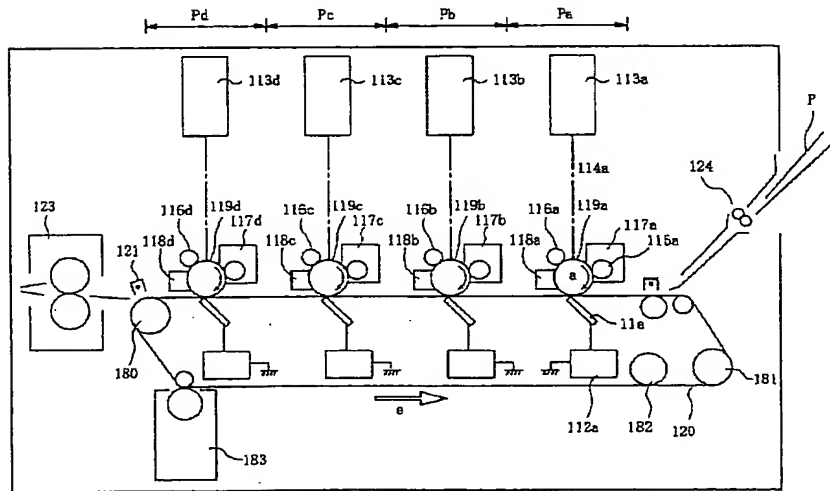 Pd Pc Pb Pa
113d 113c 113b 113a
P
114a
124
116d 119d 116c 119c 116b 119b 116a 119a
123 117d 117c 117b 117a
121 118d 118c 118b 118a 115a
a
180 11a 181
e
183 112a 182 120